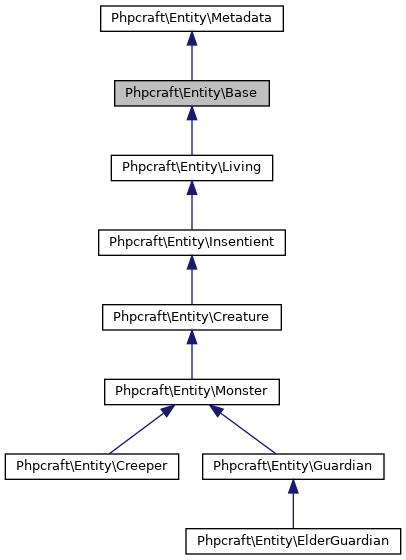 Phpcraft\Entity\Metadata
Phpcraft\Entity\Base
Phpcraft\Entity\Living
Phpcraft\Entity\Insentient
Phpcraft\Entity\Creature
Phpcraft\Entity\Monster
Phpcraft\Entity\Creeper
Phpcraft\Entity\Guardian
Phpcraft\Entity\ElderGuardian